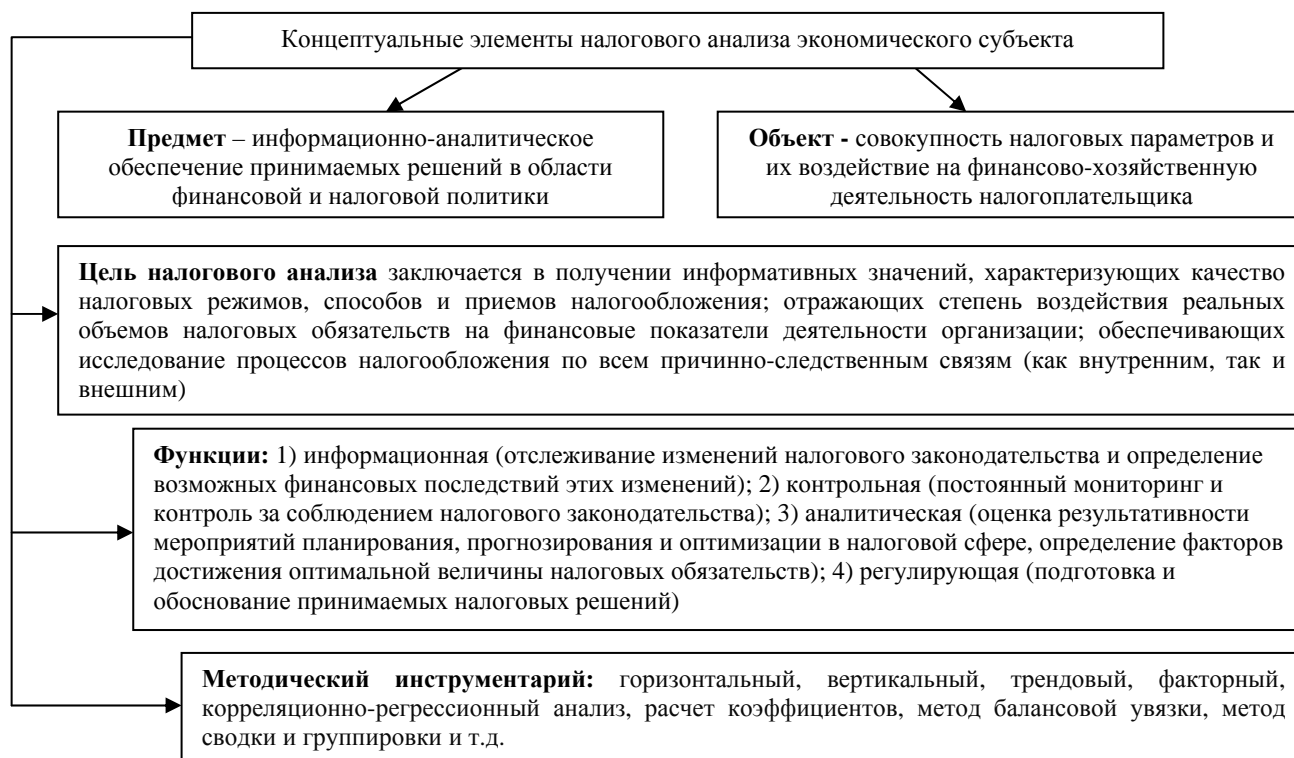 Концептуальные элементы налогового анализа экономического субъекта
Предмет – информационно-аналитическое
обеспечение принимаемых решений в области
финансовой и налоговой политики
Объект - совокупность налоговых параметров и
их воздействие на финансово-хозяйственную
деятельность налогоплательщика
Цель налогового анализа заключается в получении информативных значений, характеризующих качество
налоговых режимов, способов и приемов налогообложения; отражающих степень воздействия реальных
объемов налоговых обязательств на финансовые показатели деятельности организации; обеспечивающих
исследование процессов налогообложения по всем причинно-следственным связям (как внутренним, так и
внешним)
Функции: 1) информационная (отслеживание изменений налогового законодательства и определение
возможных финансовых последствий этих изменений); 2) контрольная (постоянный мониторинг и
контроль за соблюдением налогового законодательства); 3) аналитическая (оценка результативности
мероприятий планирования, прогнозирования и оптимизации в налоговой сфере, определение факторов
достижения оптимальной величины налоговых обязательств); 4) регулирующая (подготовка и
обоснование принимаемых налоговых решений)
Методический инструментарий: горизонтальный, вертикальный, трендовый, факторный,
корреляционно-регрессионный анализ, расчет коэффициентов, метод балансовой увязки, метод
сводки и группировки и т.д.